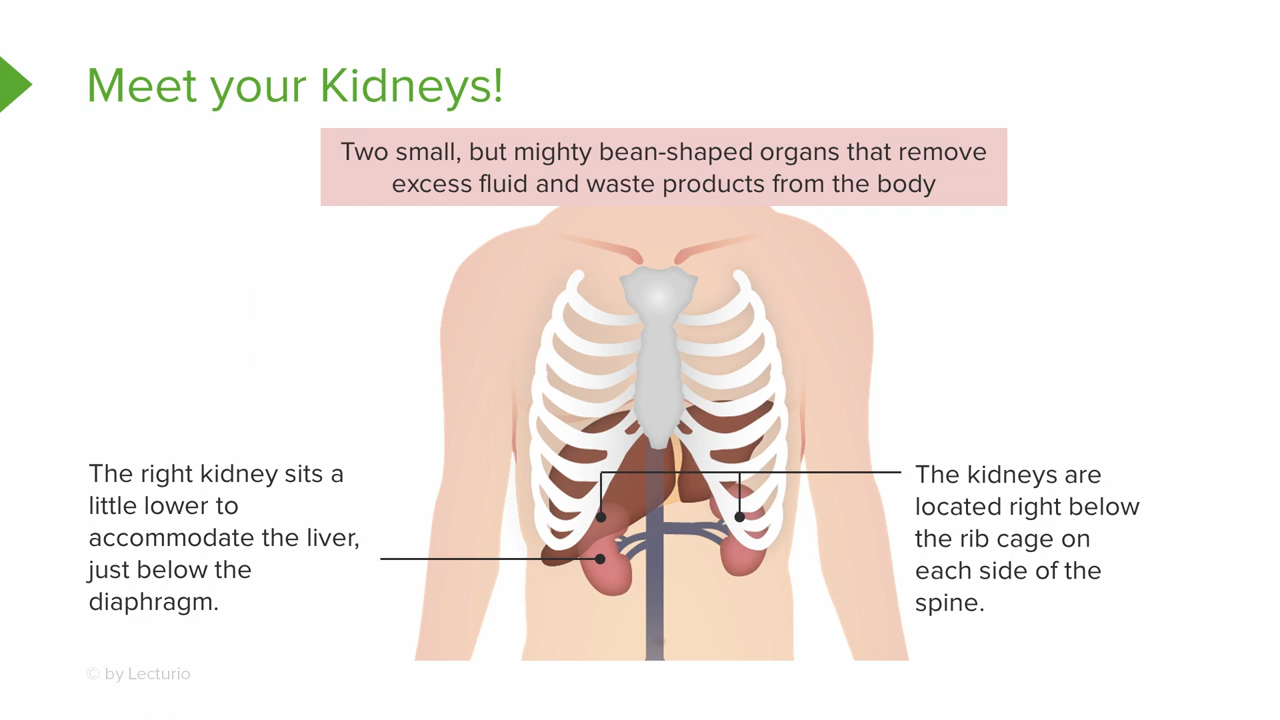 Meet your Kidneys!
Two small, but mighty bean-shaped organs that remove
excess fluid and waste products from the body
The right kidney sits a
little lower to
accommodate the liver,
just below the
diaphragm.
The kidneys are
located right below
the rib cage on
each side of the
spine.
© by Lecturio